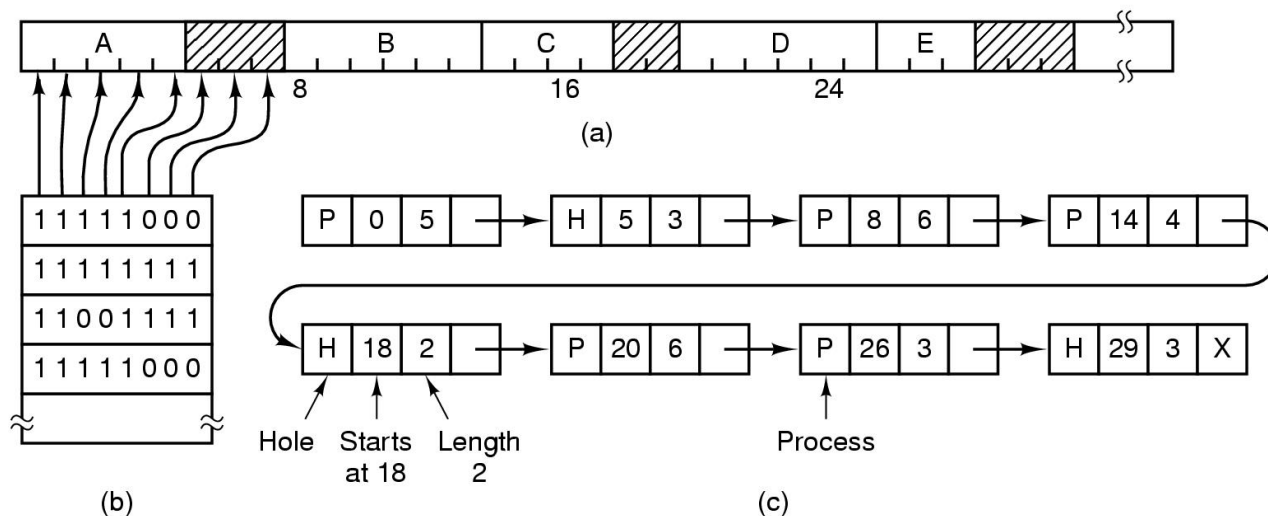 A B C D E
8 16 24
(a)
1 1 1 1 1 0 0 0
1 1 1 1 1 1 1 1
1 1 0 0 1 1 1 1
1 1 1 1 1 0 0 0
(b)
P 0 5 H 5 3 P 8 6 P 14 4
H 18 2 P 20 6 P 26 3 H 29 3 X
Hole Starts Length Process
at 18 2
(c)